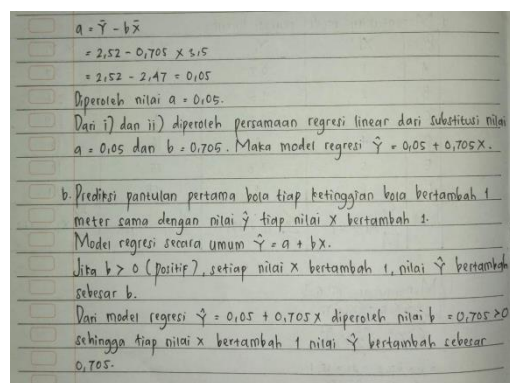 a = Ȳ - bX̄
= 2,52 - 0,705 × 3,5
= 2,52 - 2,47 = 0,05
Diperoleh nilai a = 0,05.
Dari i) dan ii) diperoleh persamaan regresi linear dari substitusi nilai
a = 0,05 dan b = 0,705. Maka model regresi Ŷ = 0,05 + 0,705X.
b. Prediksi pantulan pertama bola tiap ketinggian bola bertambah 1
meter sama dengan nilai ŷ tiap nilai X bertambah 1.
Model regresi secara umum Ŷ = a + bX.
Jika b > 0 (positif), setiap nilai X bertambah 1, nilai Ŷ bertambah
sebesar b.
Dari model regresi Ŷ = 0,05 + 0,705X diperoleh nilai b = 0,705 > 0
sehingga tiap nilai X bertambah 1 nilai Ŷ bertambah sebesar
0,705.